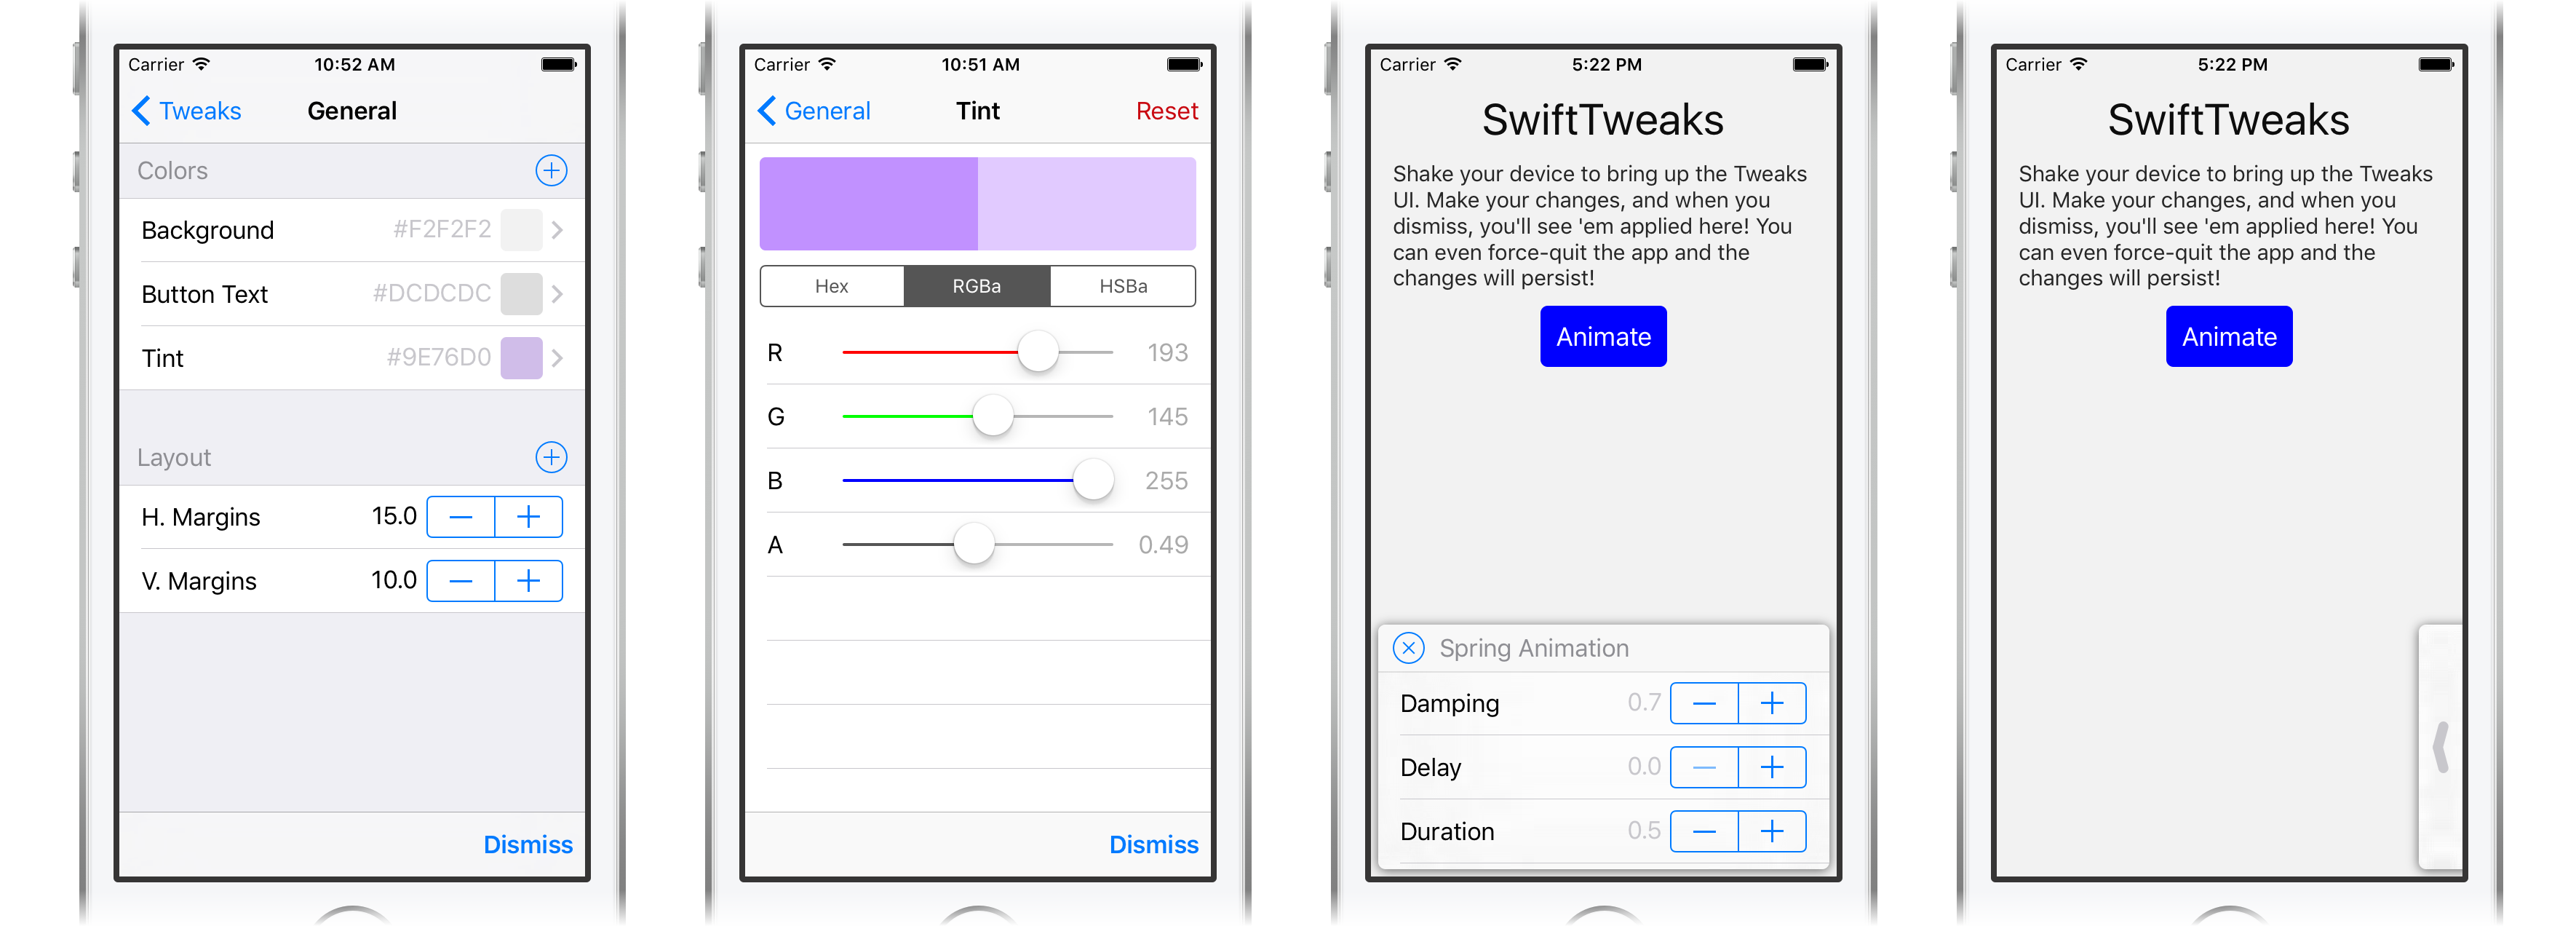 Carrier 10:52 AM
Tweaks General
Colors
Background #F2F2F2
Button Text #DCDCDC
Tint #9E76D0
Layout
H. Margins 15.0
V. Margins 10.0
Dismiss
Carrier 10:51 AM
General Tint Reset
Hex RGBa HSBa
R 193
G 145
B 255
A 0.49
Dismiss
Carrier 5:22 PM
SwiftTweaks
Shake your device to bring up the Tweaks
UI. Make your changes, and when you
dismiss, you'll see 'em applied here! You
can even force-quit the app and the
changes will persist!
Animate
Spring Animation
Damping 0.7
Delay 0.0
Duration 0.5
Carrier 5:22 PM
SwiftTweaks
Shake your device to bring up the Tweaks
UI. Make your changes, and when you
dismiss, you'll see 'em applied here! You
can even force-quit the app and the
changes will persist!
Animate